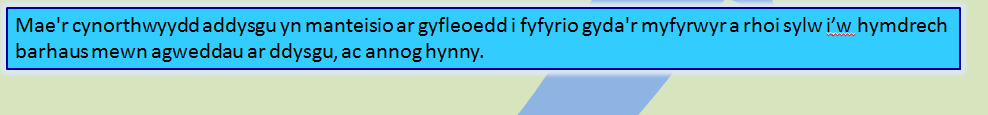 Mae'r cynorthwyydd addysgu yn manteisio ar gyfleoedd i fyfyrio gyda'r myfyrwyr a rhoi sylw i’w hymdrech
barhaus mewn agweddau ar ddysgu, ac annog hynny.